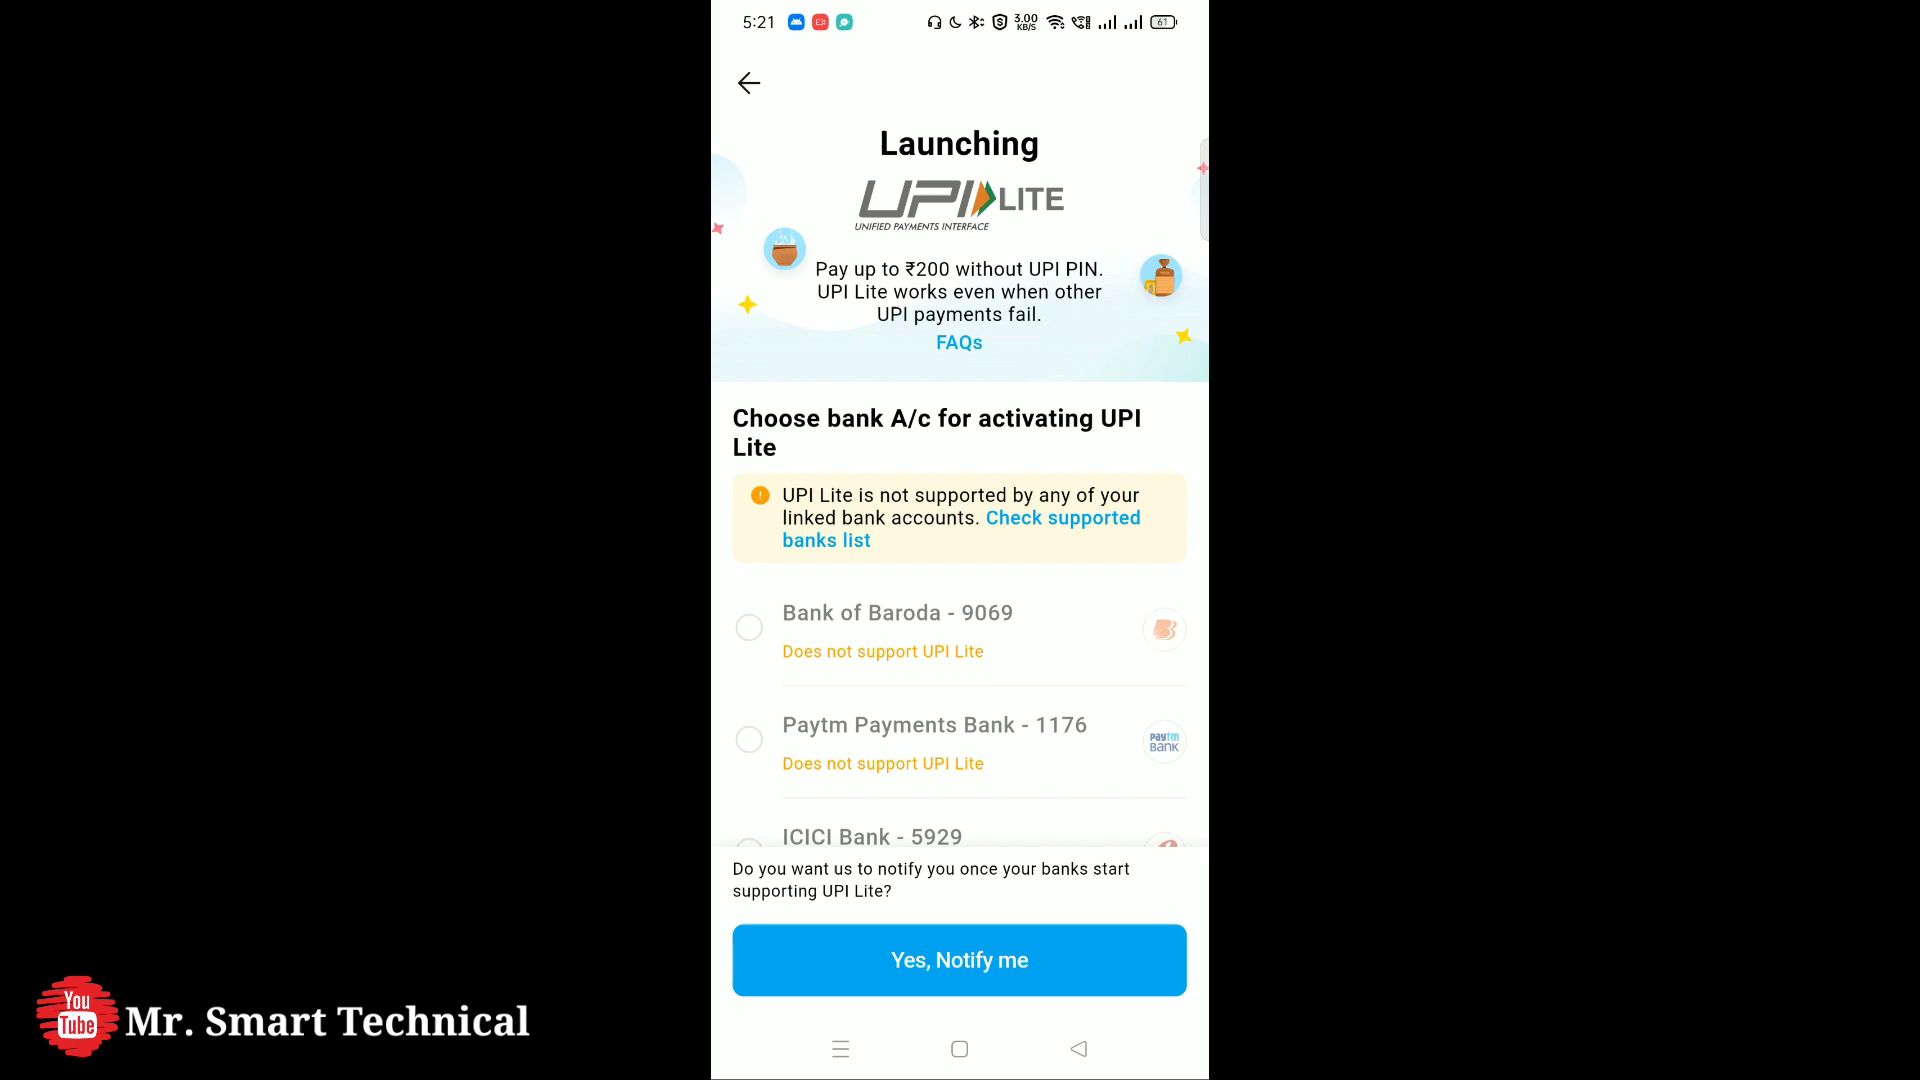 5:21
3.00
KB/S
61
Launching
UPI LITE
UNIFIED PAYMENTS INTERFACE
Pay up to ₹200 without UPI PIN.
UPI Lite works even when other
UPI payments fail.
FAQs
Choose bank A/c for activating UPI
Lite
UPI Lite is not supported by any of your
linked bank accounts. Check supported
banks list
Bank of Baroda - 9069
Does not support UPI Lite
Paytm Payments Bank - 1176
paytm
BANK
Does not support UPI Lite
ICICI Bank - 5929
Do you want us to notify you once your banks start
supporting UPI Lite?
Yes, Notify me
You
Tube
Mr. Smart Technical